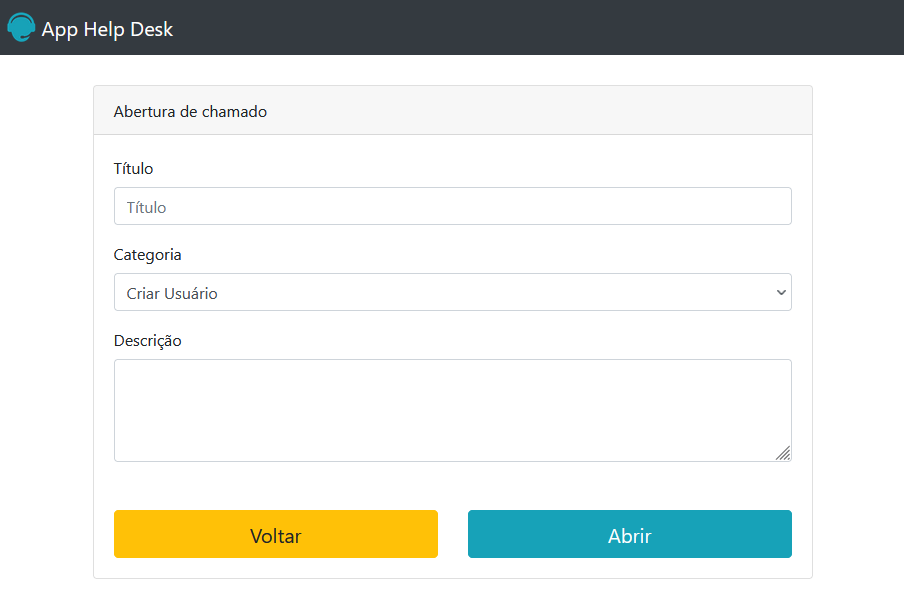 App Help Desk
Abertura de chamado
Título
Título
Categoria
Criar Usuário
Descrição
Voltar
Abrir